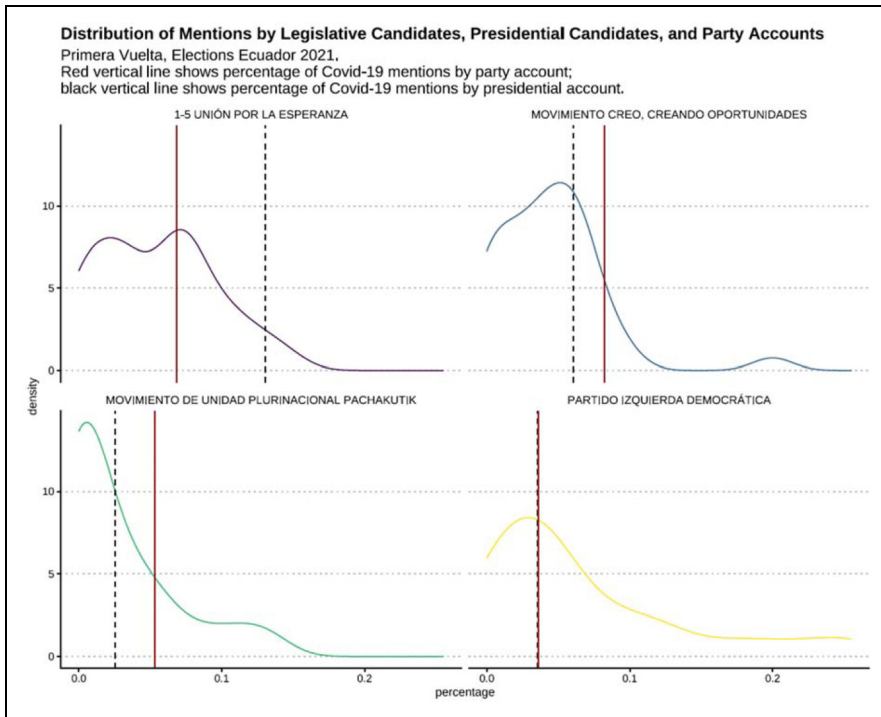 Distribution of Mentions by Legislative Candidates, Presidential Candidates, and Party Accounts
Primera Vuelta, Elections Ecuador 2021,
Red vertical line shows percentage of Covid-19 mentions by party account;
black vertical line shows percentage of Covid-19 mentions by presidential account.
1-5 UNIÓN POR LA ESPERANZA
MOVIMIENTO CREO, CREANDO OPORTUNIDADES
10
5
0
density
MOVIMIENTO DE UNIDAD PLURINACIONAL PACHAKUTIK
PARTIDO IZQUIERDA DEMOCRÁTICA
10
5
0
0.0 0.1 0.2 0.0 0.1 0.2
percentage